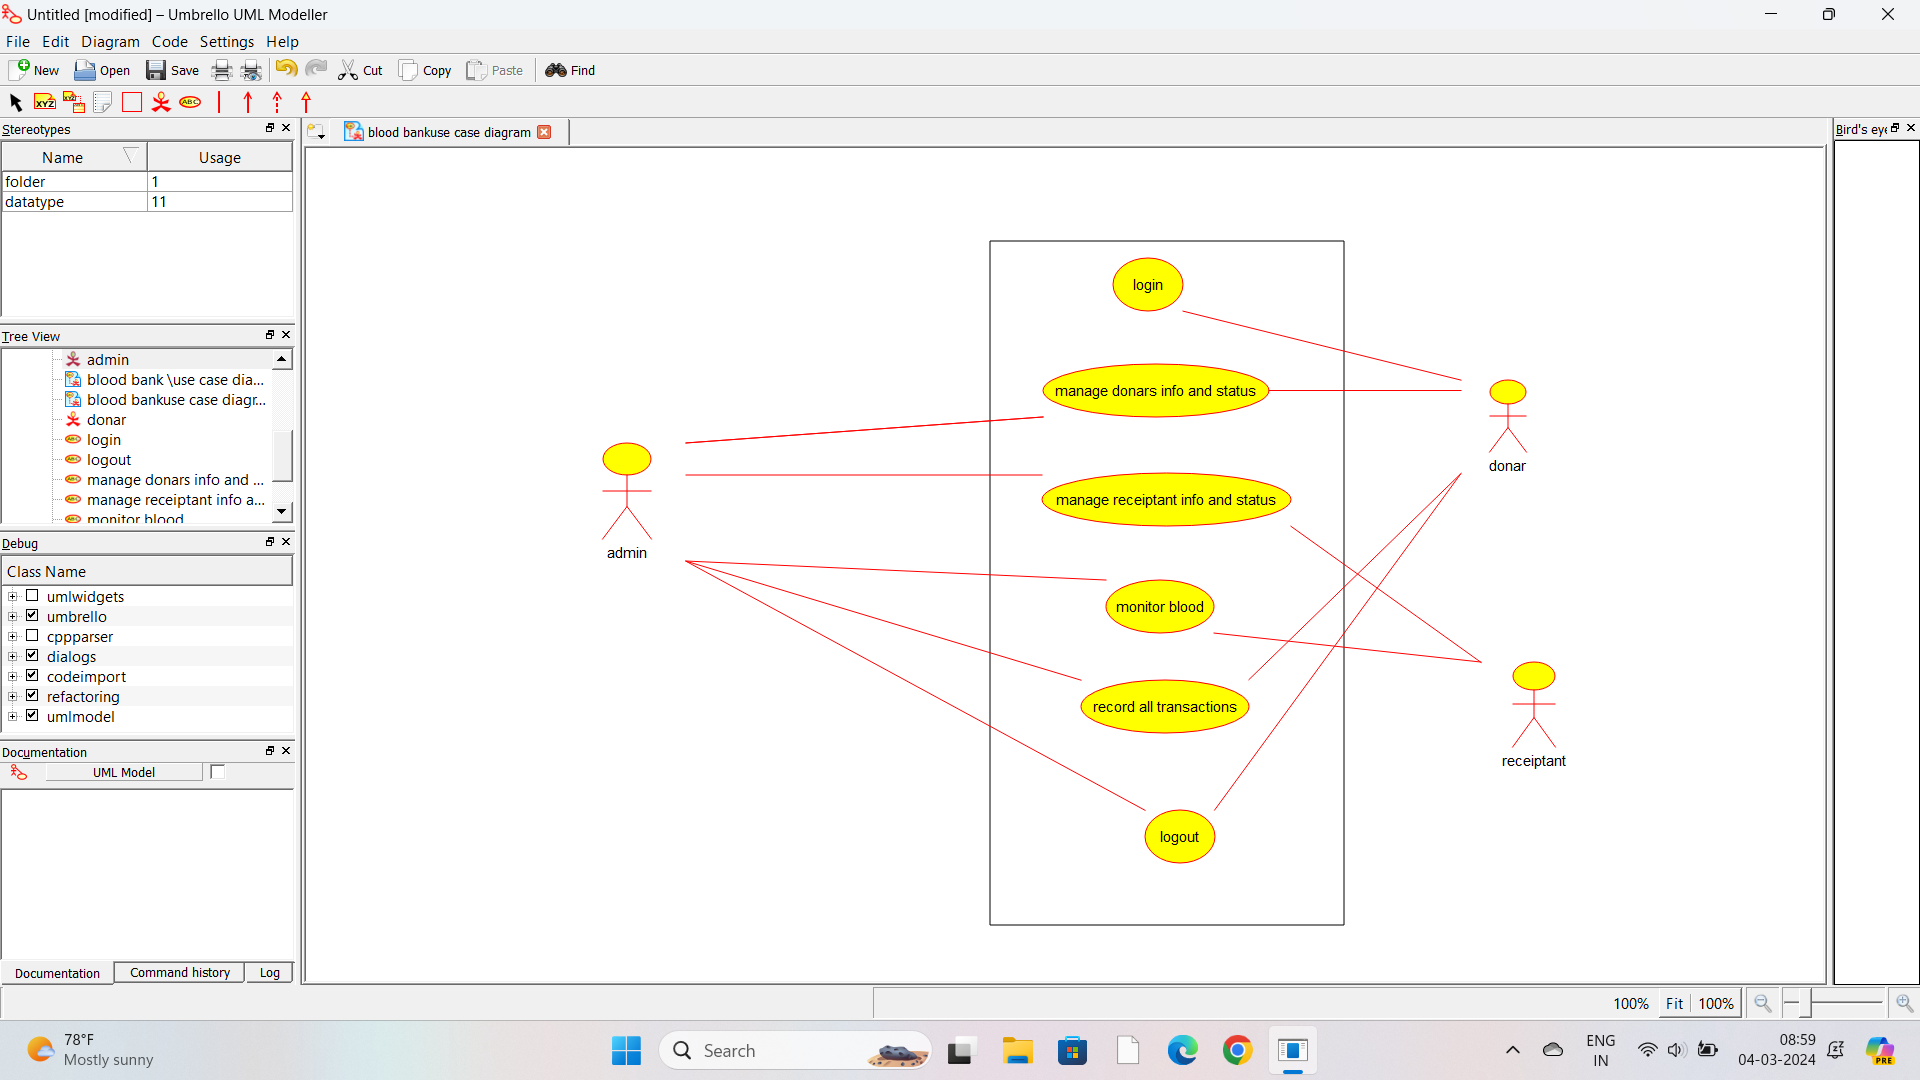 Untitled [modified] – Umbrello UML Modeller
File Edit Diagram Code Settings Help
New Open Save Cut Copy Paste Find
XYZ XYZ ABC
Stereotypes
Name Usage
folder 1
datatype 11
Tree View
admin
blood bank \use case dia...
blood bankuse case diagr...
donar
login
logout
manage donars info and ...
manage receiptant info a...
monitor blood
Debug
Class Name
umlwidgets
umbrello
cppparser
dialogs
codeimport
refactoring
umlmodel
Documentation
UML Model
Documentation Command history Log
blood bankuse case diagram
login
manage donars info and status
manage receiptant info and status
monitor blood
record all transactions
logout
admin
donar
receiptant
Bird's eye
100% Fit 100%
78°F
Mostly sunny
Search
ENG
IN
08:59
04-03-2024
PRE